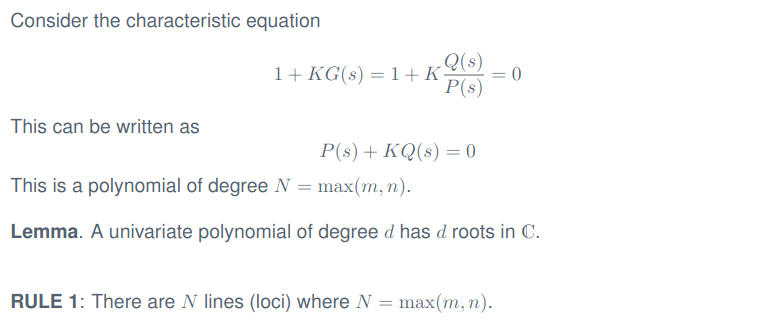 Consider the characteristic equation
1 + KG(s) = 1 + K Q(s)/P(s) = 0
This can be written as
P(s) + KQ(s) = 0
This is a polynomial of degree N = max(m, n).
Lemma. A univariate polynomial of degree d has d roots in ℂ.
RULE 1: There are N lines (loci) where N = max(m, n).